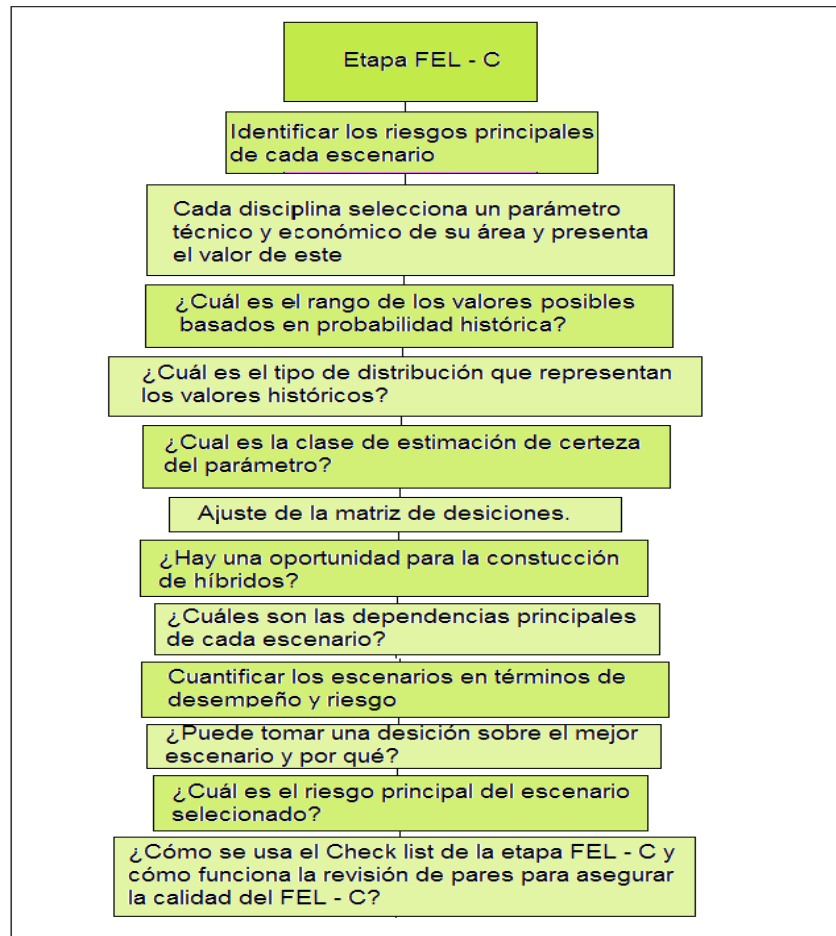 Etapa FEL - C
Identificar los riesgos principales
de cada escenario
Cada disciplina selecciona un parámetro
técnico y económico de su área y presenta
el valor de este
¿Cuál es el rango de los valores posibles
basados en probabilidad histórica?
¿Cuál es el tipo de distribución que representan
los valores históricos?
¿Cual es la clase de estimación de certeza
del parámetro?
Ajuste de la matriz de desiciones.
¿Hay una oportunidad para la constucción
de híbridos?
¿Cuáles son las dependencias principales
de cada escenario?
Cuantificar los escenarios en términos de
desempeño y riesgo
¿Puede tomar una desición sobre el mejor
escenario y por qué?
¿Cuál es el riesgo principal del escenario
selecionado?
¿Cómo se usa el Check list de la etapa FEL - C y
cómo funciona la revisión de pares para asegurar
la calidad del FEL - C?